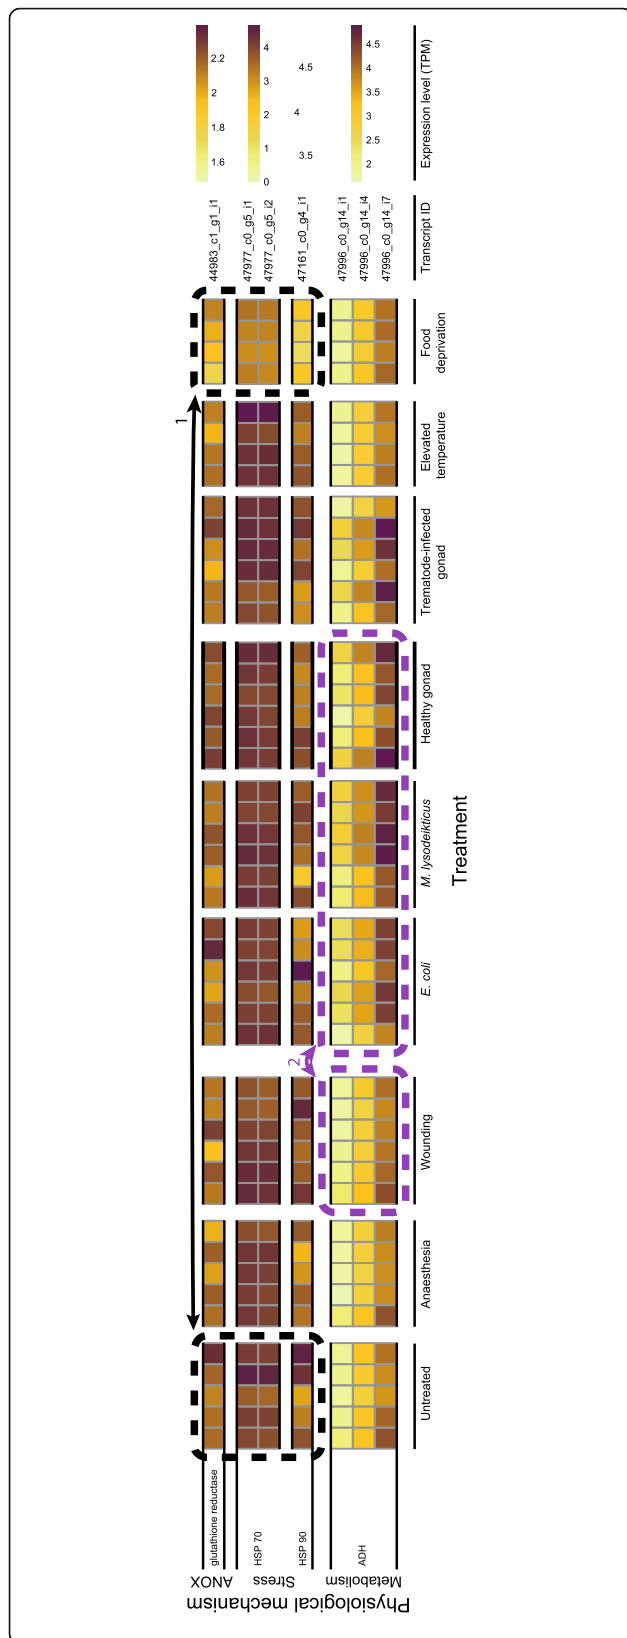 Physiological mechanism
ANOX
Stress
Metabolism
glutathione reductase
HSP 70
HSP 90
ADH
Untreated
Anaesthesia
Wounding
E. coli
M. lysodeikticus
Healthy gonad
Trematode-infected
gonad
Elevated
temperature
Food
deprivation
Treatment
1
2
Transcript ID
44983_c1_g1_i1
47977_c0_g5_i1
47977_c0_g5_i2
47161_c0_g4_i1
47996_c0_g14_i1
47996_c0_g14_i4
47996_c0_g14_i7
Expression level (TPM)
1.6
1.8
2
2.2
0
1
2
3
4
3.5
4
4.5
2
2.5
3
3.5
4
4.5